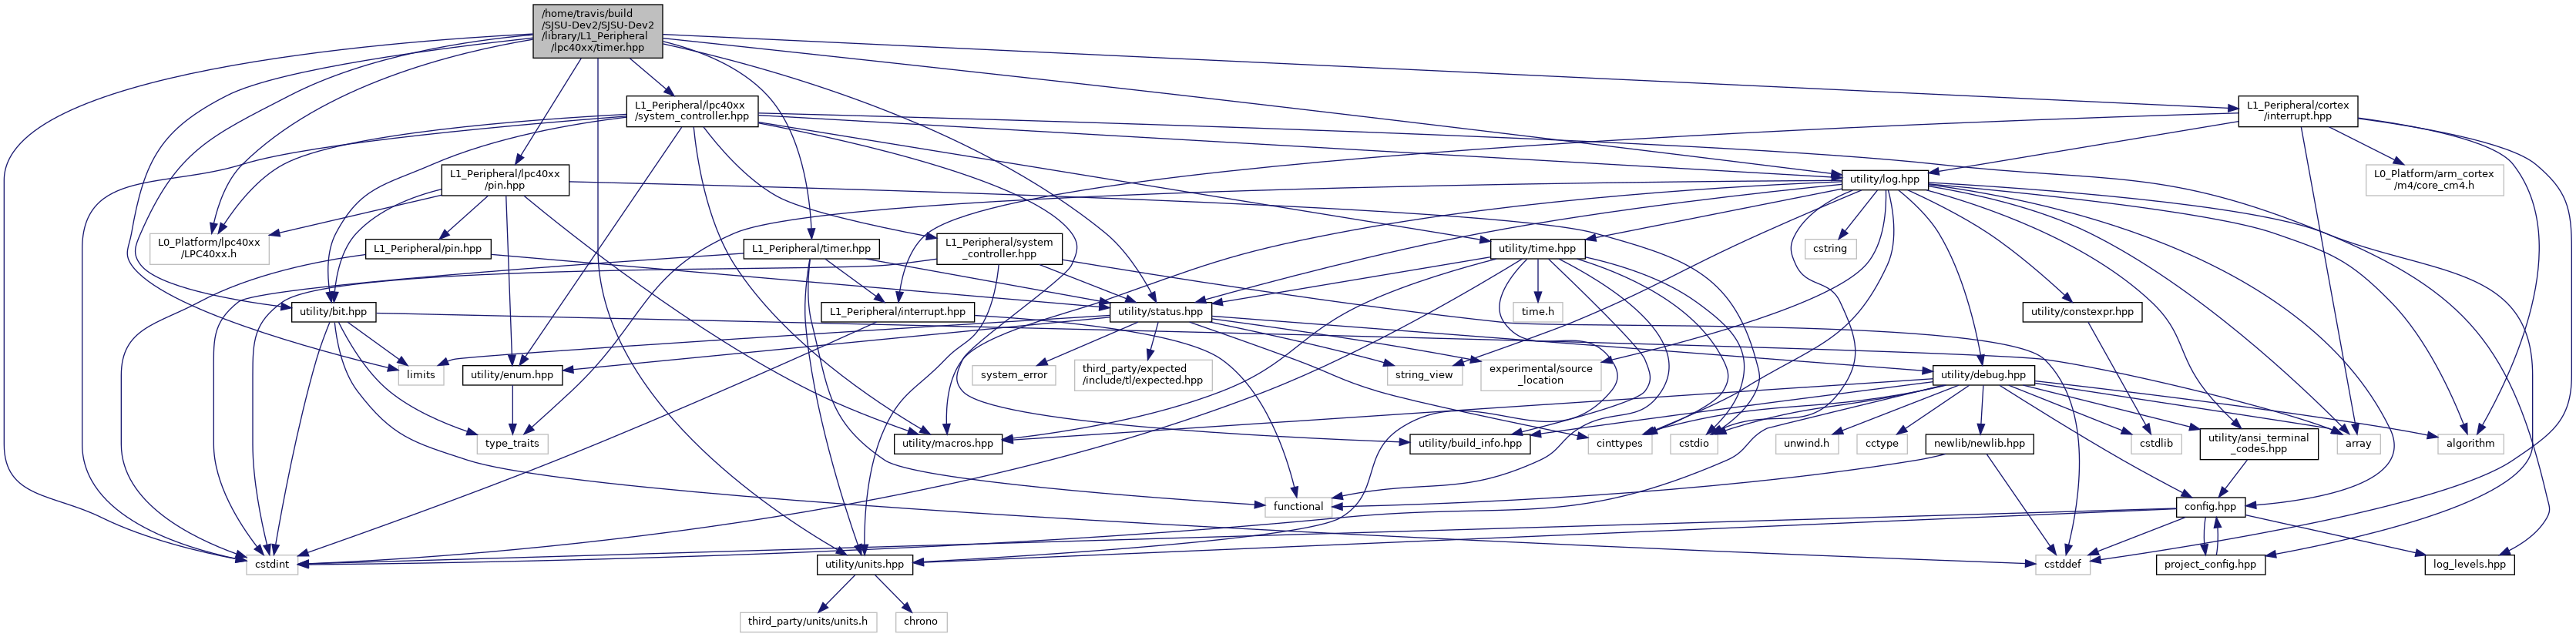 /home/travis/build
/SJSU-Dev2/SJSU-Dev2
/library/L1_Peripheral
/lpc40xx/timer.hpp
L1_Peripheral/lpc40xx
/system_controller.hpp
L1_Peripheral/cortex
/interrupt.hpp
L1_Peripheral/lpc40xx
/pin.hpp
utility/log.hpp
L0_Platform/arm_cortex
/m4/core_cm4.h
L0_Platform/lpc40xx
/LPC40xx.h
L1_Peripheral/pin.hpp
L1_Peripheral/timer.hpp
L1_Peripheral/system
_controller.hpp
utility/time.hpp
cstring
utility/bit.hpp
L1_Peripheral/interrupt.hpp
utility/status.hpp
time.h
utility/constexpr.hpp
limits
utility/enum.hpp
system_error
third_party/expected
/include/tl/expected.hpp
string_view
experimental/source
_location
utility/debug.hpp
type_traits
utility/macros.hpp
utility/build_info.hpp
cinttypes
cstdio
unwind.h
cctype
newlib/newlib.hpp
cstdlib
utility/ansi_terminal
_codes.hpp
array
algorithm
functional
config.hpp
cstdint
utility/units.hpp
cstddef
project_config.hpp
log_levels.hpp
third_party/units/units.h
chrono